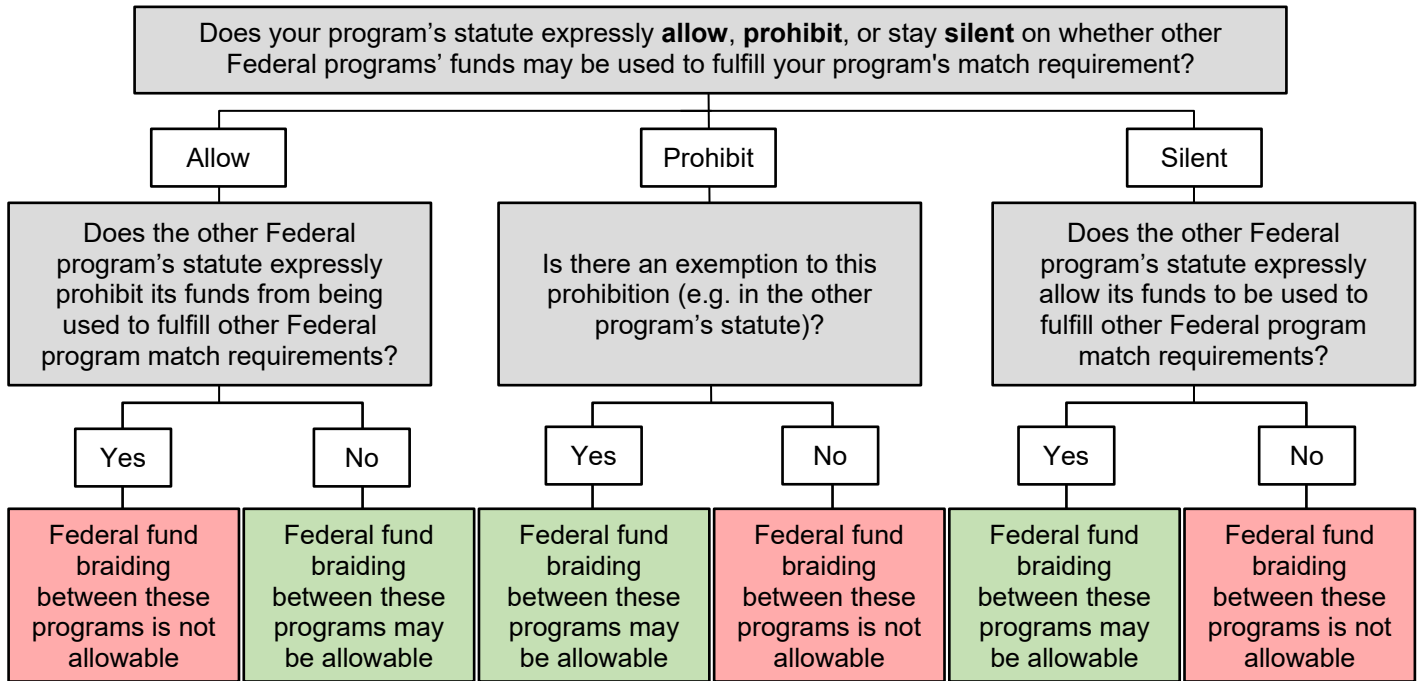 Does your program’s statute expressly allow, prohibit, or stay silent on whether other
Federal programs’ funds may be used to fulfill your program's match requirement?
Allow
Prohibit
Silent
Does the other Federal
program’s statute expressly
prohibit its funds from being
used to fulfill other Federal
program match requirements?
Is there an exemption to this
prohibition (e.g. in the other
program’s statute)?
Does the other Federal
program’s statute expressly
allow its funds to be used to
fulfill other Federal program
match requirements?
Yes
No
Yes
No
Yes
No
Federal fund
braiding
between these
programs is not
allowable
Federal fund
braiding
between these
programs may
be allowable
Federal fund
braiding
between these
programs may
be allowable
Federal fund
braiding
between these
programs is not
allowable
Federal fund
braiding
between these
programs may
be allowable
Federal fund
braiding
between these
programs is not
allowable